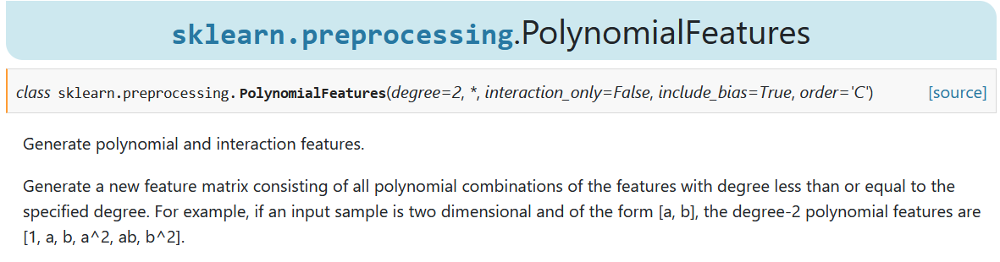 sklearn.preprocessing.PolynomialFeatures
class sklearn.preprocessing.PolynomialFeatures(degree=2, *, interaction_only=False, include_bias=True, order='C') [source]
Generate polynomial and interaction features.
Generate a new feature matrix consisting of all polynomial combinations of the features with degree less than or equal to the
specified degree. For example, if an input sample is two dimensional and of the form [a, b], the degree-2 polynomial features are
[1, a, b, a^2, ab, b^2].